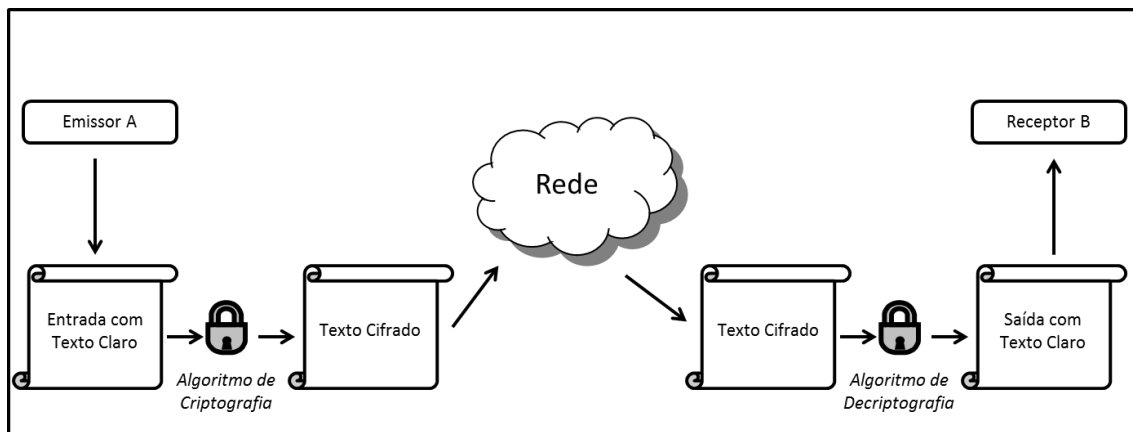 Emissor A
Receptor B
Rede
Entrada com
Texto Claro
Algoritmo de
Criptografia
Texto Cifrado
Texto Cifrado
Algoritmo de
Decriptografia
Saída com
Texto Claro